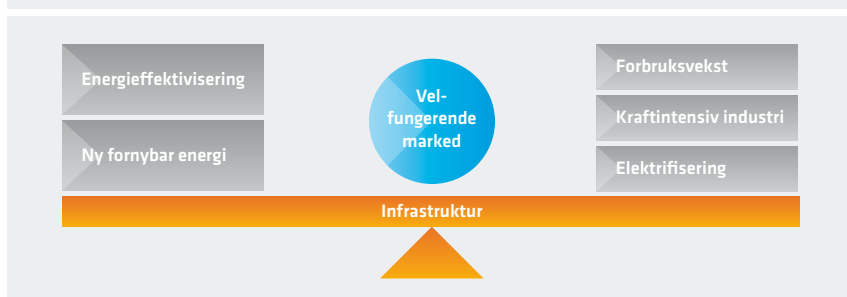 Energieffektivisering
Ny fornybar energi
Vel-
fungerende
marked
Forbruksvekst
Kraftintensiv industri
Elektrifisering
Infrastruktur